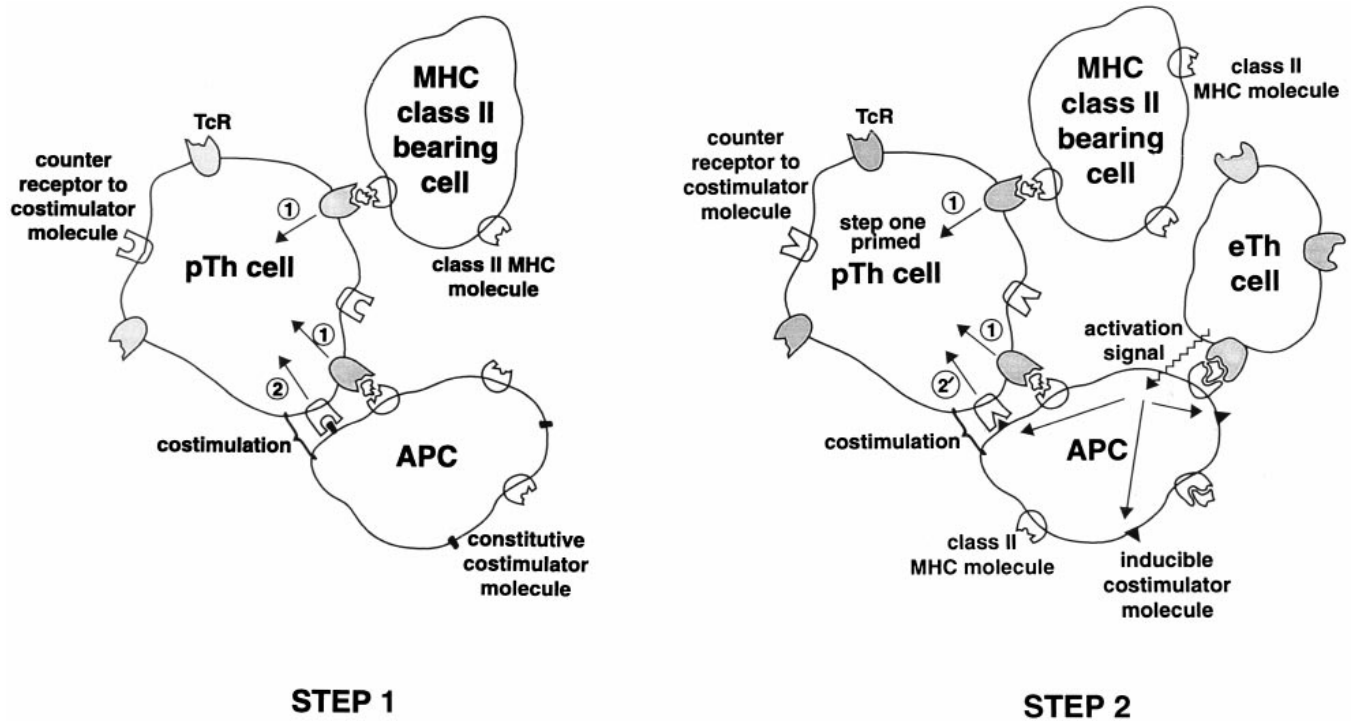 MHC
class II
bearing
cell
TcR
counter
receptor to
costimulator
molecule
1
pTh cell
class II MHC
molecule
1
2
costimulation
APC
constitutive
costimulator
molecule
STEP 1
MHC
class II
bearing
cell
class II
MHC molecule
TcR
counter
receptor to
costimulator
molecule
1
step one
primed
pTh cell
eTh
cell
1
activation
signal
2′
costimulation
APC
class II
MHC molecule
inducible
costimulator
molecule
STEP 2